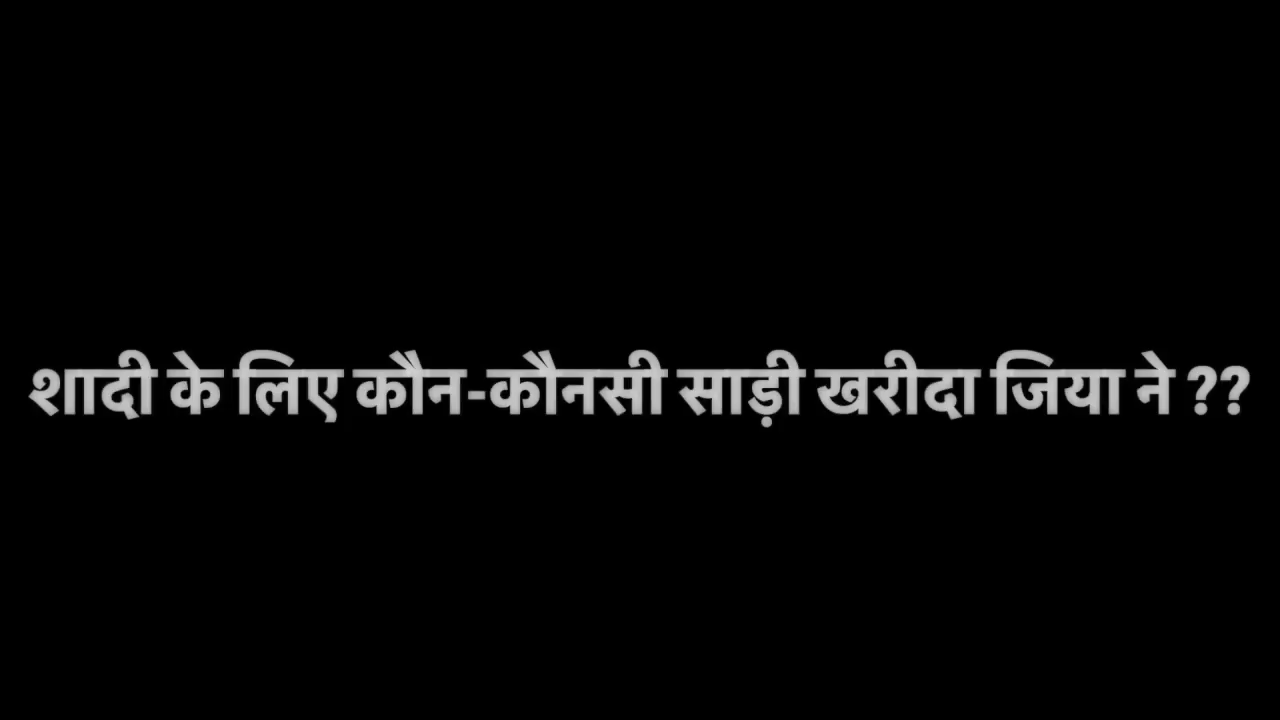 शादी के लिए कौन-कौनसी साड़ी खरीदा जिया ने ??